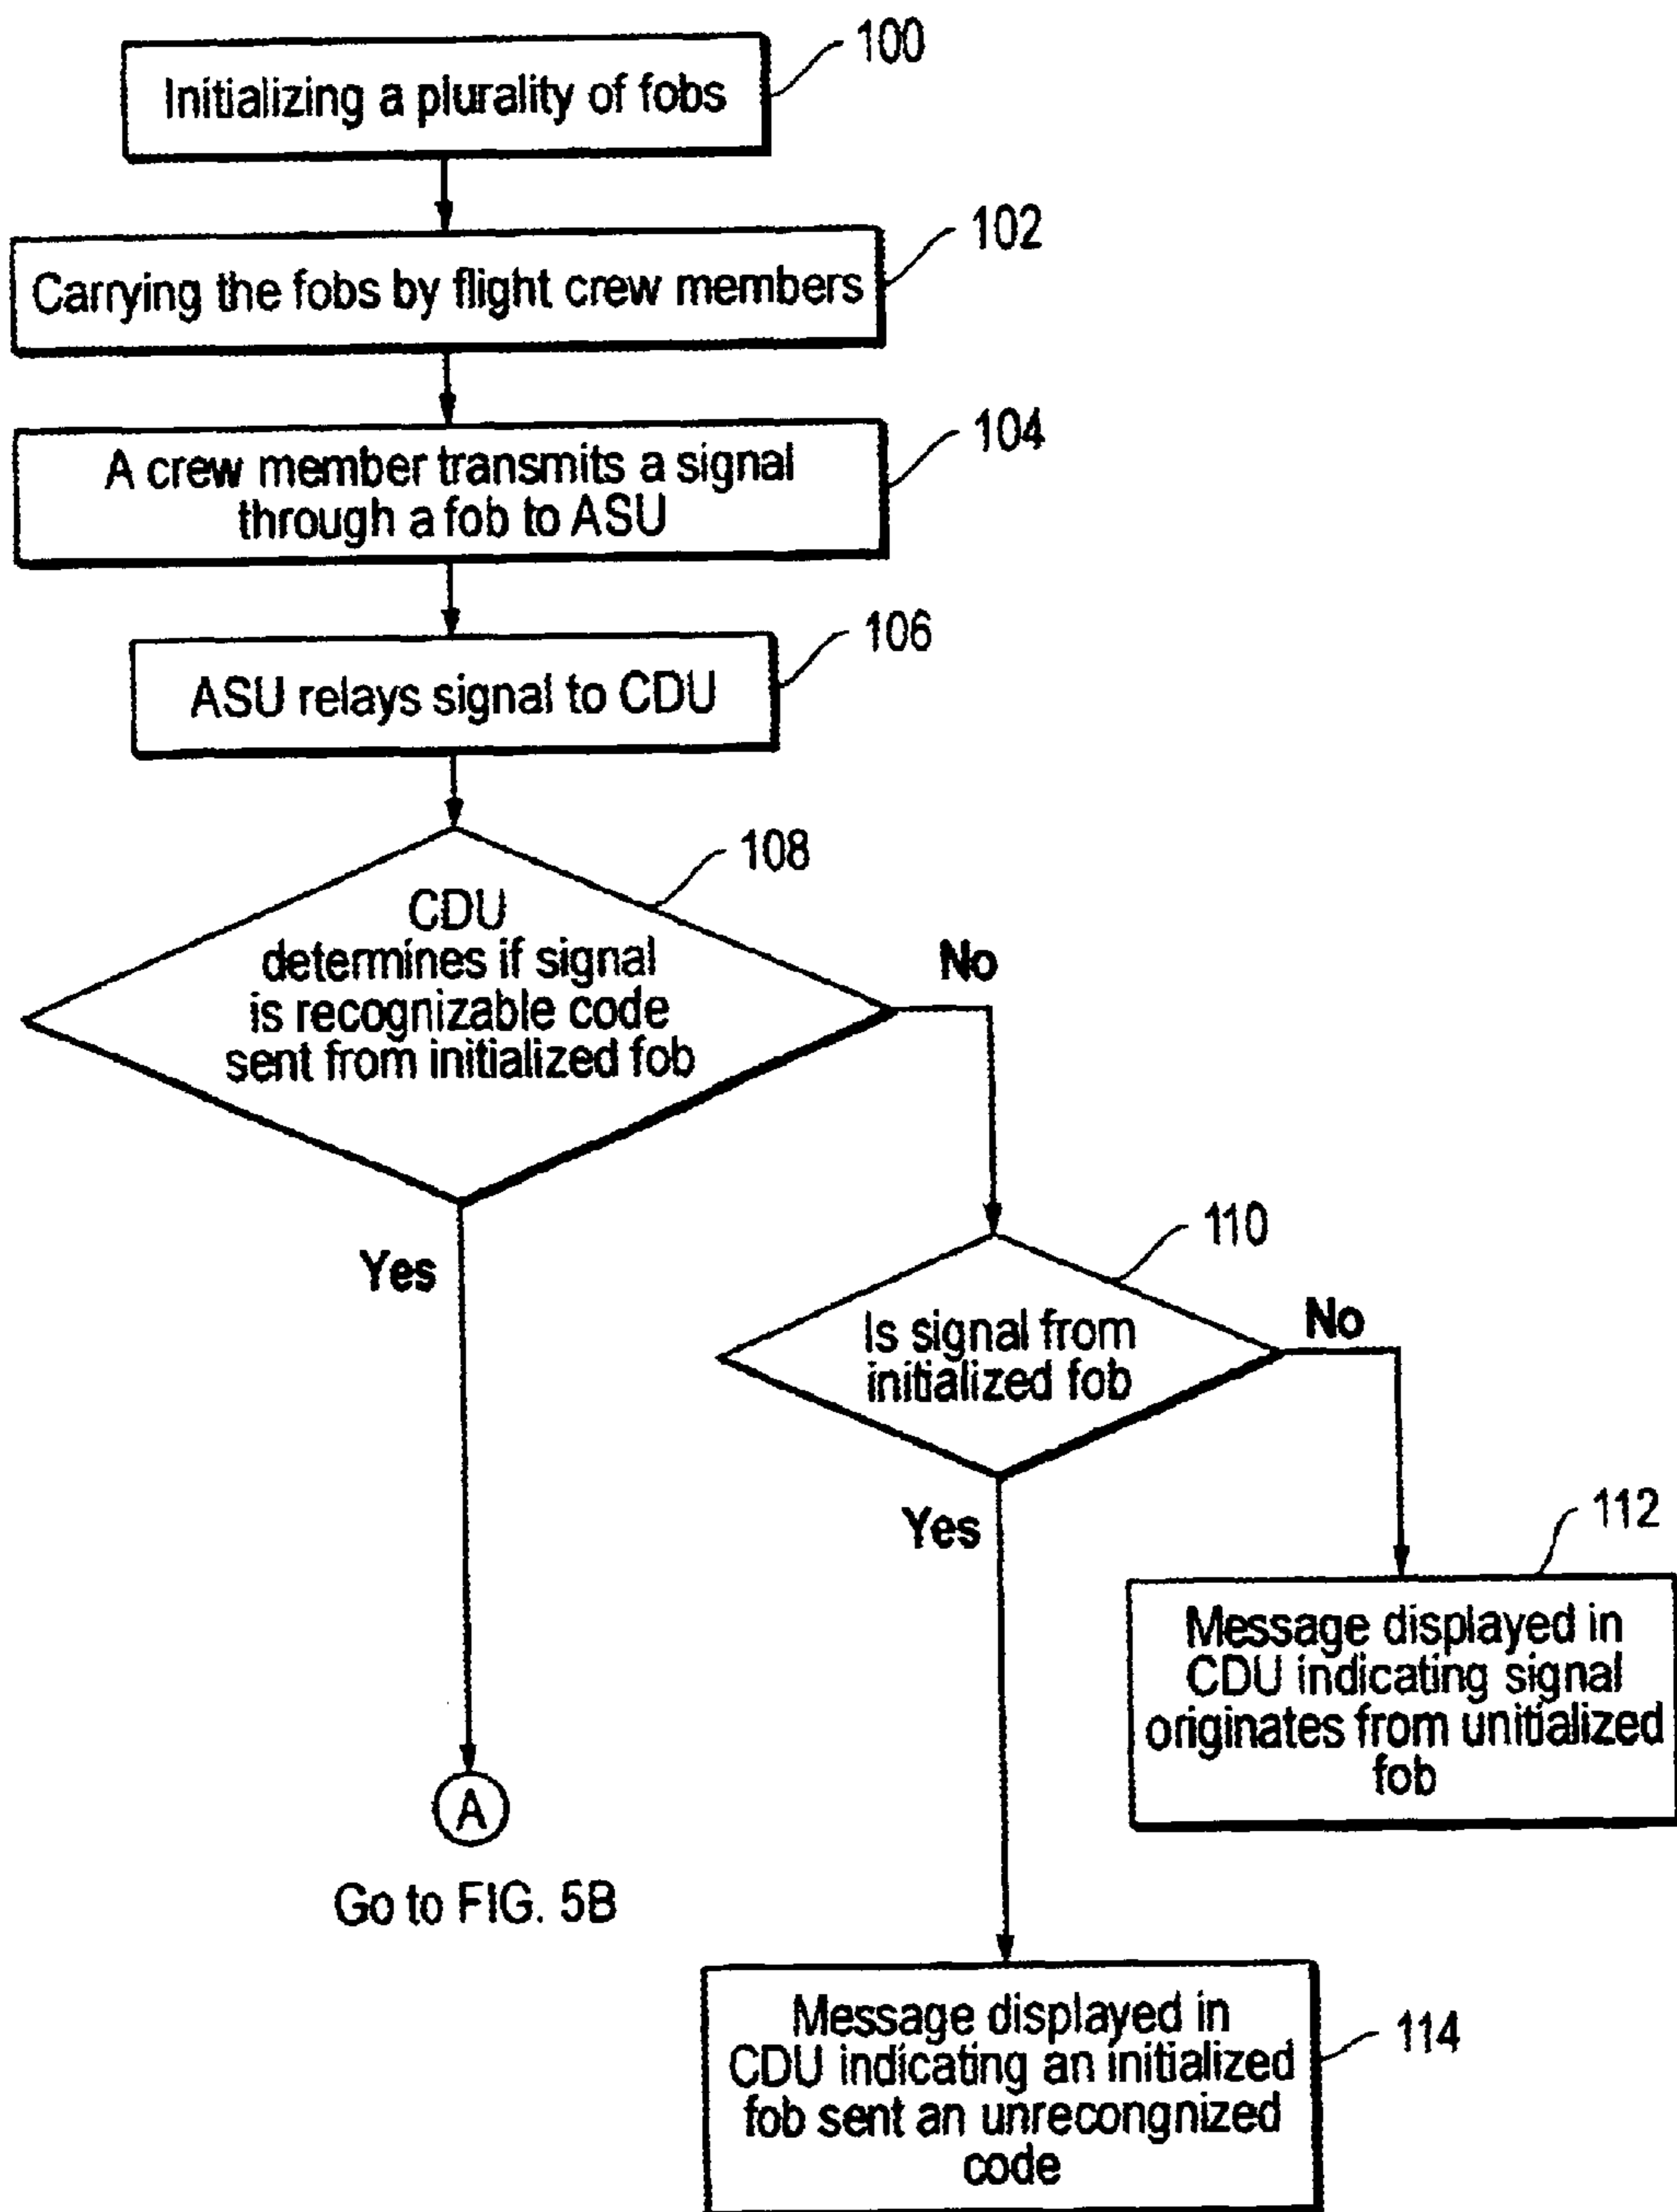 100
Initializing a plurality of fobs
102
Carrying the fobs by flight crew members
104
A crew member transmits a signal
through a fob to ASU
106
ASU relays signal to CDU
108
CDU
determines if signal
is recognizable code
sent from initialized fob
No
Yes
110
Is signal from
initialized fob
No
Yes
112
Message displayed in
CDU indicating signal
originates from unitialized
fob
A
Go to FIG. 5B
Message displayed in
CDU indicating an initialized
fob sent an unrecongnized
code
114